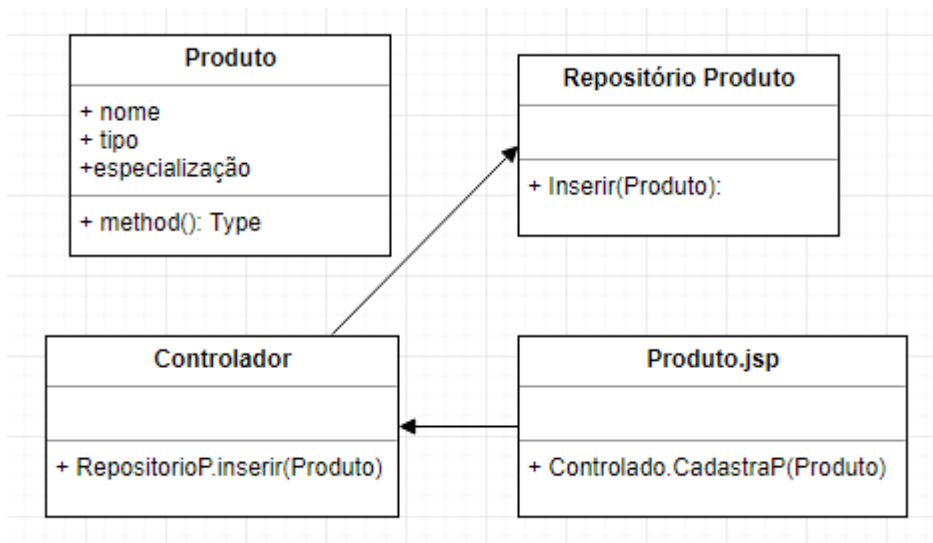 Produto
+ nome
+ tipo
+especialização
+ method(): Type
Repositório Produto
+ Inserir(Produto):
Controlador
+ RepositorioP.inserir(Produto)
Produto.jsp
+ Controlado.CadastraP(Produto)